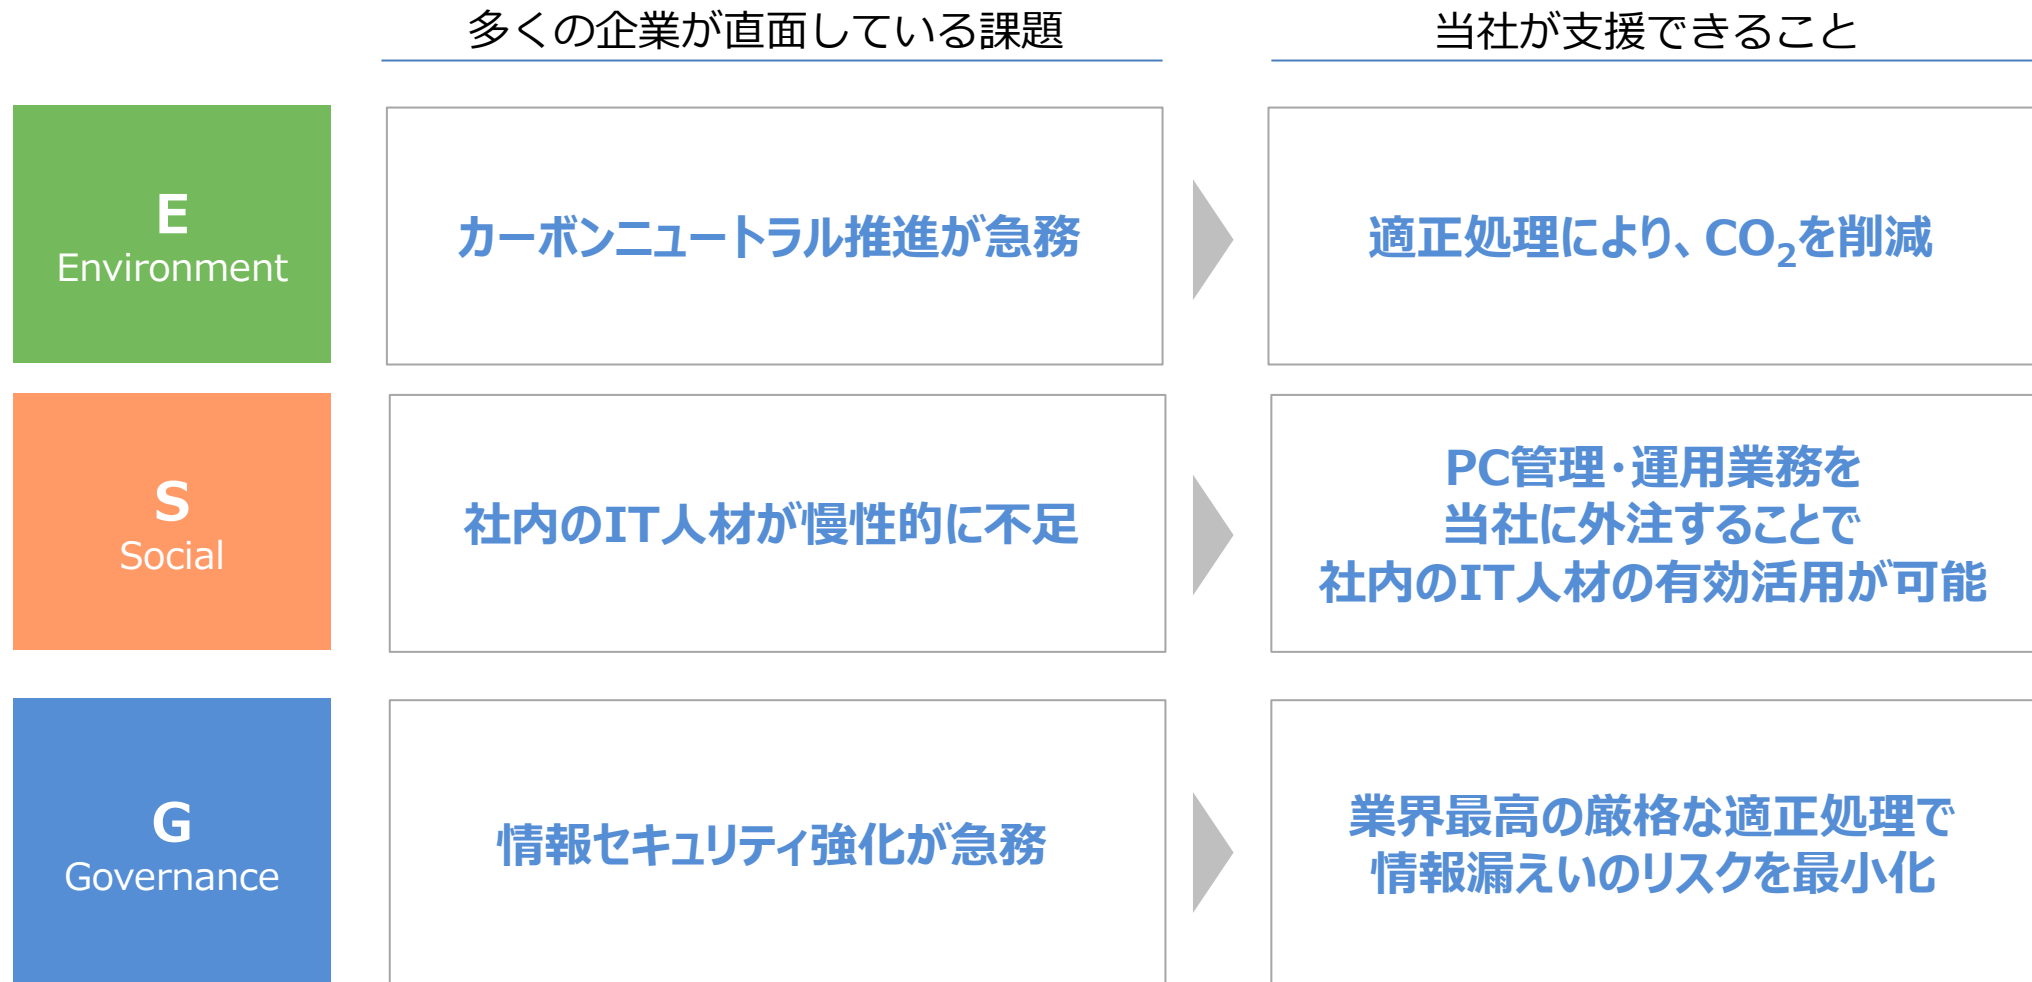 多くの企業が直面している課題
当社が支援できること
E
Environment
カーボンニュートラル推進が急務
適正処理により、CO₂を削減
S
Social
社内のIT人材が慢性的に不足
PC管理・運用業務を
当社に外注することで
社内のIT人材の有効活用が可能
G
Governance
情報セキュリティ強化が急務
業界最高の厳格な適正処理で
情報漏えいのリスクを最小化